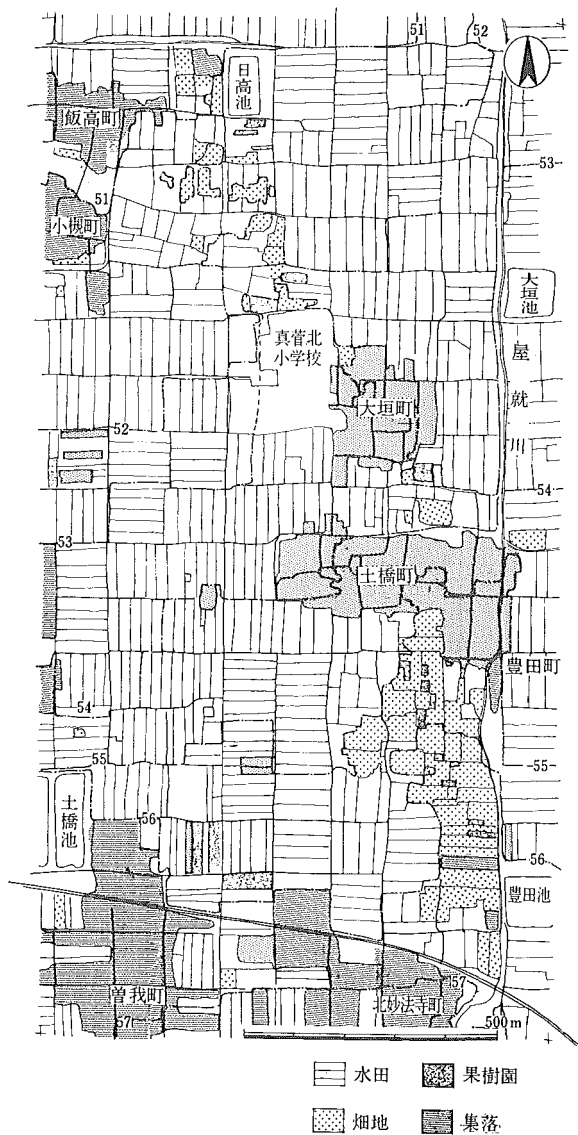 51
52
日高池
飯高町
53
51
小槻町
大垣池
真菅北
小学校
屋就川
大垣町
52
54
53
土橋町
豊田町
54
55
55
土橋池
56
56
豊田池
曽我町
57
57
北妙法寺町
500m
水田
果樹園
畑地
集落